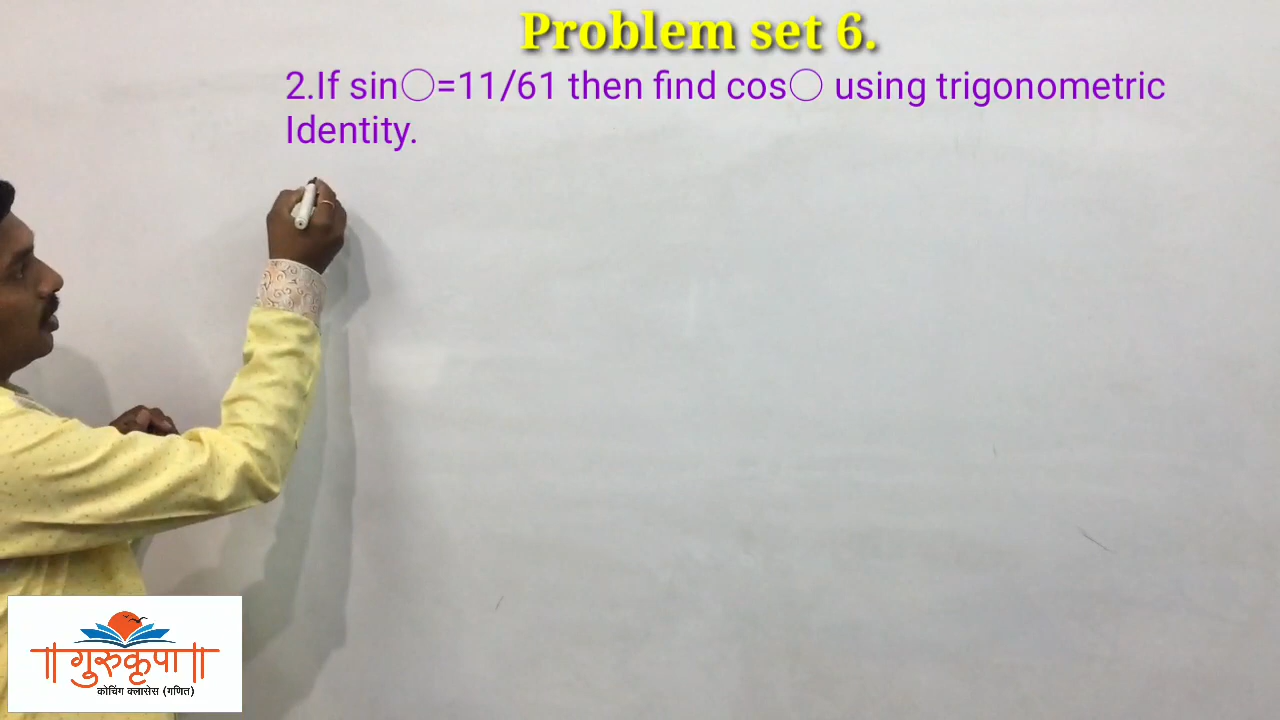 Problem set 6.
2.If sin◯=11/61 then find cos◯ using trigonometric
Identity.
॥ गुरुकृपा ॥
कोचिंग क्लासेस (गणित)